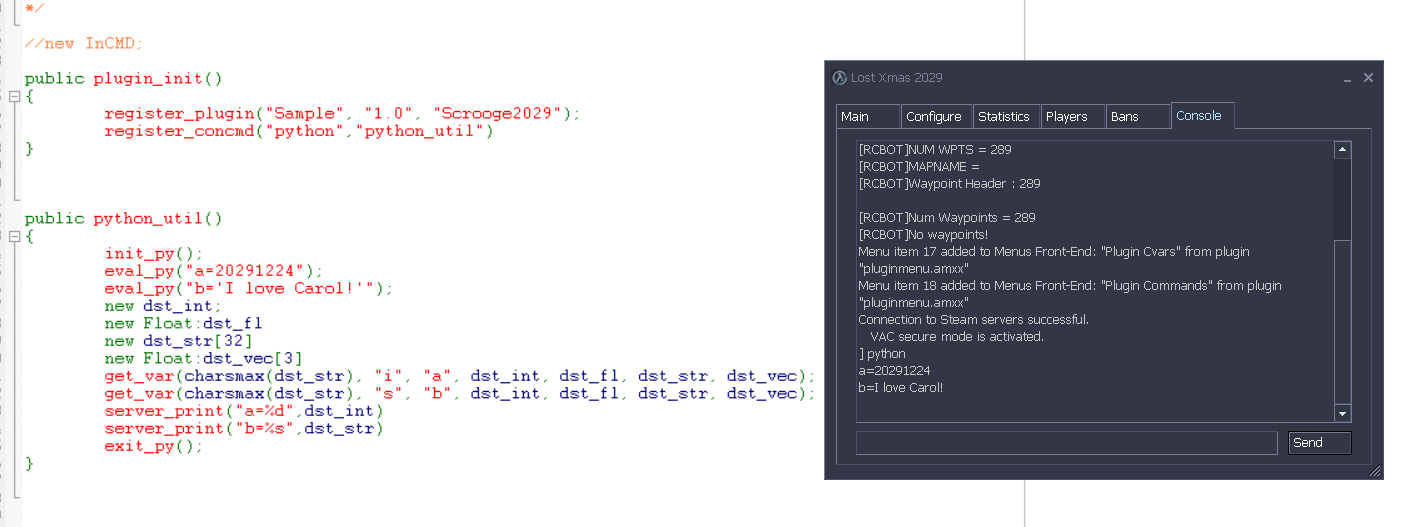 */
//new InCMD;
public plugin_init()
{
register_plugin("Sample", "1.0", "Scrooge2029");
register_concmd("python","python_util")
}
public python_util()
{
init_py();
eval_py("a=20291224");
eval_py("b='I love Carol!'");
new dst_int;
new Float:dst_fl
new dst_str[32]
new Float:dst_vec[3]
get_var(charsmax(dst_str), "i", "a", dst_int, dst_fl, dst_str, dst_vec);
get_var(charsmax(dst_str), "s", "b", dst_int, dst_fl, dst_str, dst_vec);
server_print("a=%d",dst_int)
server_print("b=%s",dst_str)
exit_py();
}
Lost Xmas 2029
Main Configure Statistics Players Bans Console
[RCBOT]NUM WPTS = 289
[RCBOT]MAPNAME =
[RCBOT]Waypoint Header : 289
[RCBOT]Num Waypoints = 289
[RCBOT]No waypoints!
Menu item 17 added to Menus Front-End: "Plugin Cvars" from plugin
"pluginmenu.amxx"
Menu item 18 added to Menus Front-End: "Plugin Commands" from plugin
"pluginmenu.amxx"
Connection to Steam servers successful.
VAC secure mode is activated.
] python
a=20291224
b=I love Carol!
Send